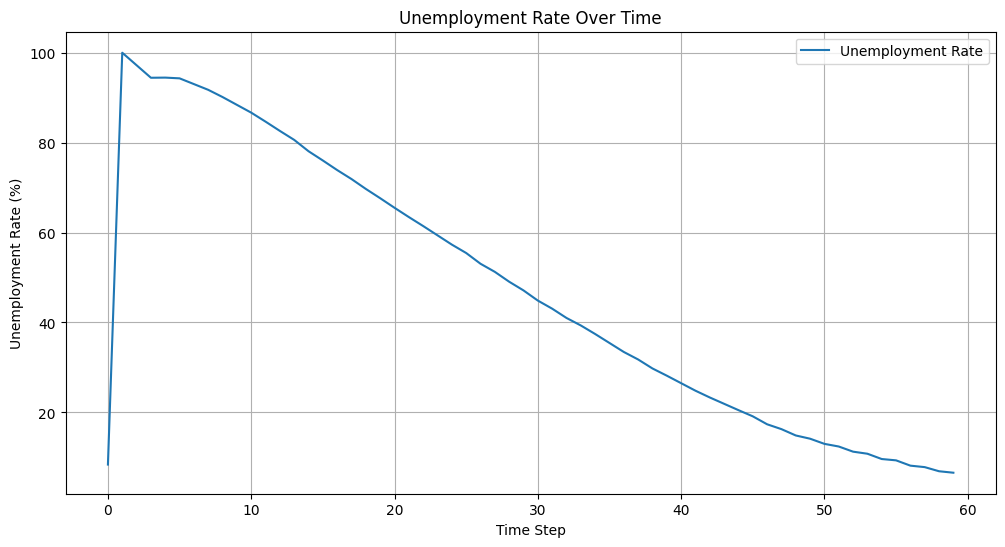 Unemployment Rate Over Time
Unemployment Rate
100
80
60
40
20
Unemployment Rate (%)
0 10 20 30 40 50 60
Time Step